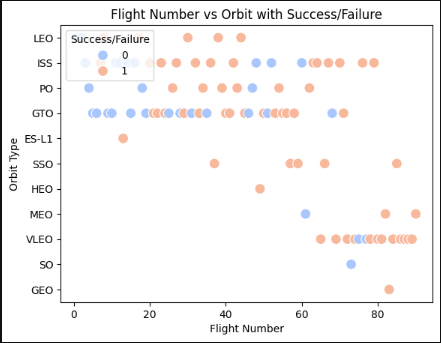 Flight Number vs Orbit with Success/Failure
Success/Failure
0
1
Orbit Type
LEO
ISS
PO
GTO
ES-L1
SSO
HEO
MEO
VLEO
SO
GEO
0 20 40 60 80
Flight Number